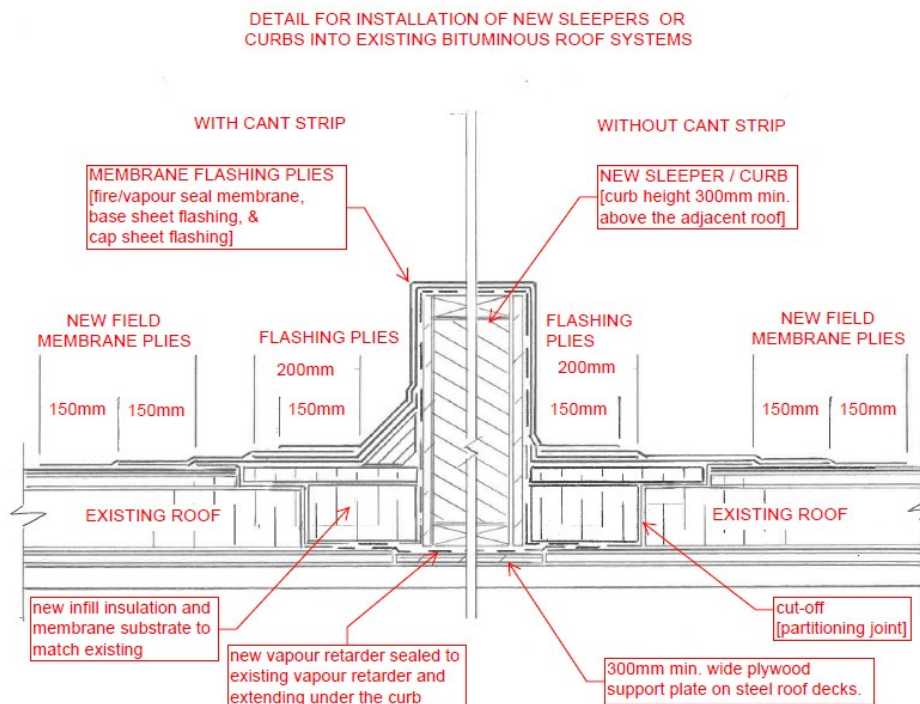 DETAIL FOR INSTALLATION OF NEW SLEEPERS OR
CURBS INTO EXISTING BITUMINOUS ROOF SYSTEMS
WITH CANT STRIP
WITHOUT CANT STRIP
MEMBRANE FLASHING PLIES
[fire/vapour seal membrane,
base sheet flashing, &
cap sheet flashing]
NEW SLEEPER / CURB
[curb height 300mm min.
above the adjacent roof]
NEW FIELD
MEMBRANE PLIES
FLASHING PLIES
FLASHING
PLIES
NEW FIELD
MEMBRANE PLIES
200mm
200mm
150mm
150mm
150mm
150mm
150mm
150mm
EXISTING ROOF
EXISTING ROOF
new infill insulation and
membrane substrate to
match existing
new vapour retarder sealed to
existing vapour retarder and
extending under the curb
300mm min. wide plywood
support plate on steel roof decks.
cut-off
[partitioning joint]